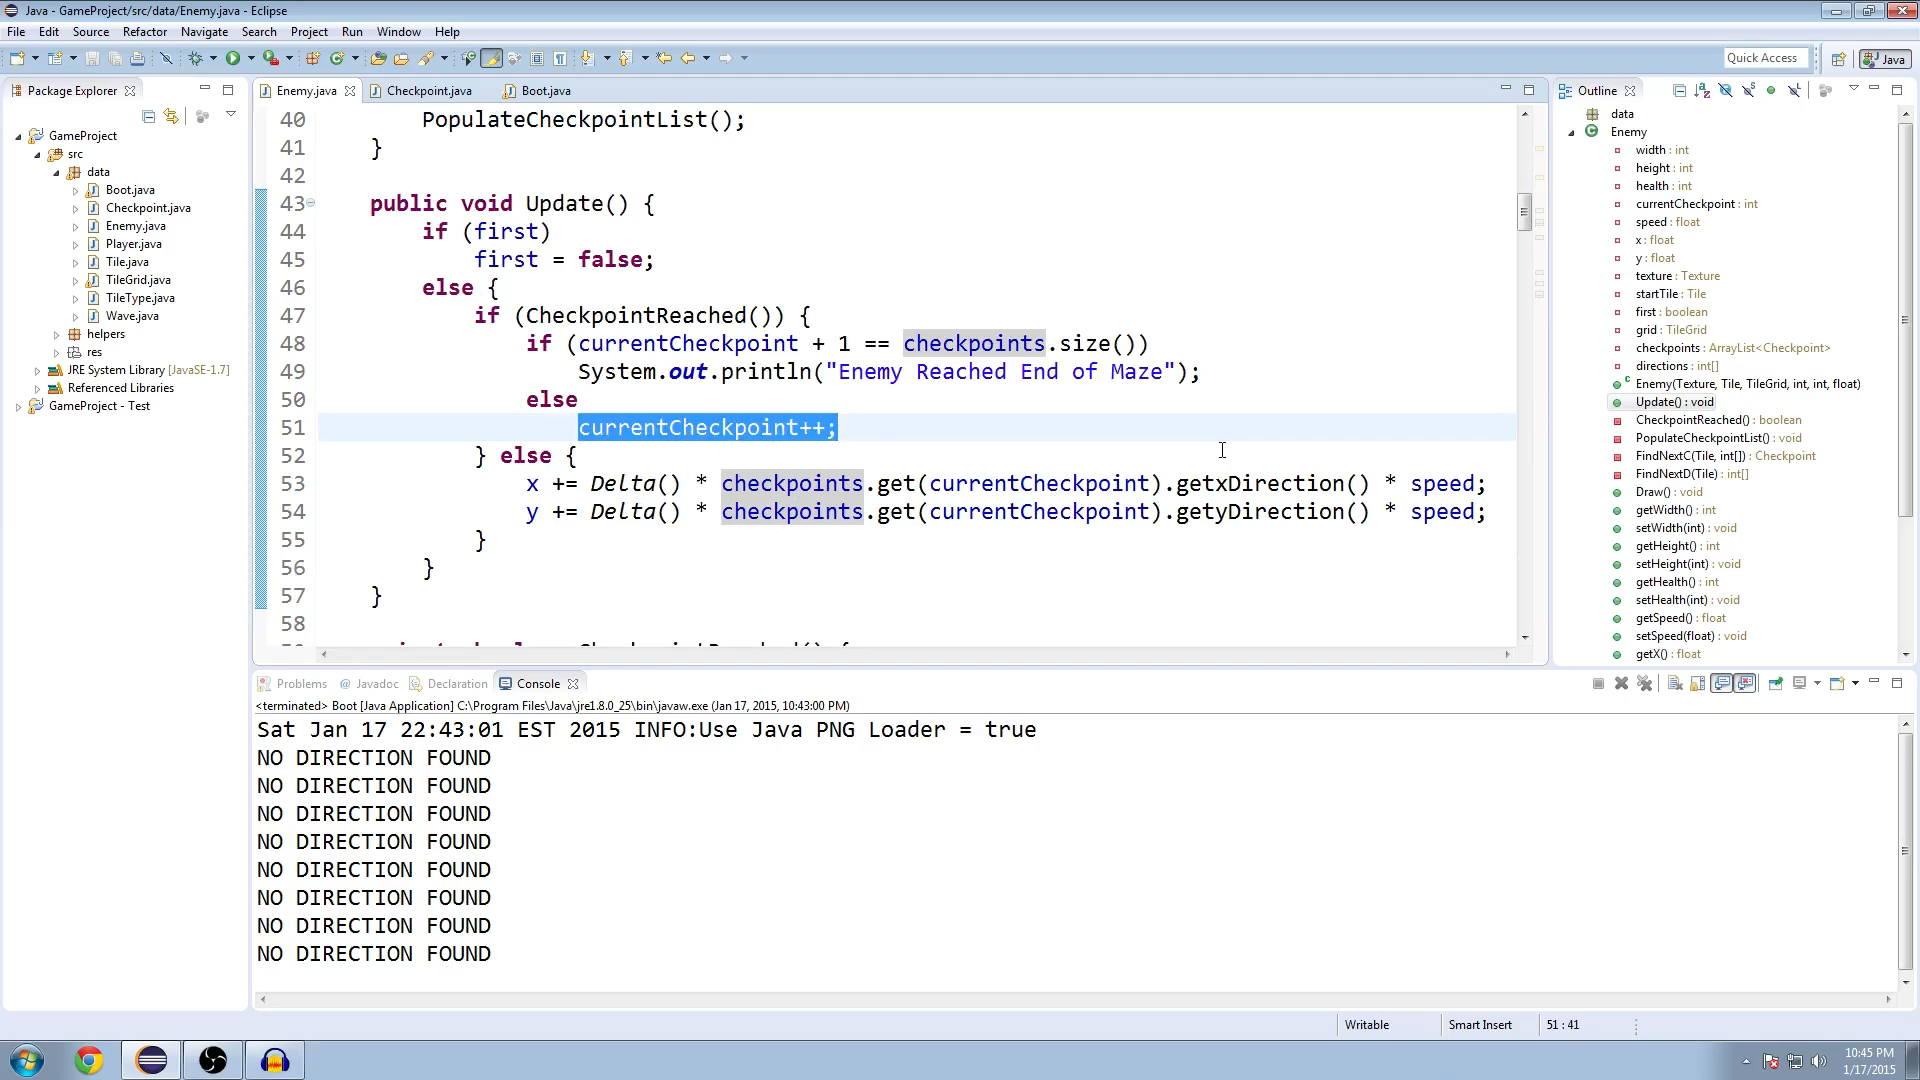 Java - GameProject/src/data/Enemy.java - Eclipse
File Edit Source Refactor Navigate Search Project Run Window Help
Quick Access
Java
Package Explorer
GameProject
src
data
Boot.java
Checkpoint.java
Enemy.java
Player.java
Tile.java
TileGrid.java
TileType.java
Wave.java
helpers
res
JRE System Library [JavaSE-1.7]
Referenced Libraries
GameProject - Test
Enemy.java Checkpoint.java Boot.java
40 PopulateCheckpointList();
41 }
42
43 public void Update() {
44 if (first)
45 first = false;
46 else {
47 if (CheckpointReached()) {
48 if (currentCheckpoint + 1 == checkpoints.size())
49 System.out.println("Enemy Reached End of Maze");
50 else
51 currentCheckpoint++;
52 } else {
53 x += Delta() * checkpoints.get(currentCheckpoint).getxDirection() * speed;
54 y += Delta() * checkpoints.get(currentCheckpoint).getyDirection() * speed;
55 }
56 }
57 }
58
Outline
data
Enemy
width : int
height : int
health : int
currentCheckpoint : int
speed : float
x : float
y : float
texture : Texture
startTile : Tile
first : boolean
grid : TileGrid
checkpoints : ArrayList<Checkpoint>
directions : int[]
Enemy(Texture, Tile, TileGrid, int, int, float)
Update() : void
CheckpointReached() : boolean
PopulateCheckpointList() : void
FindNextC(Tile, int[]) : Checkpoint
FindNextD(Tile) : int[]
Draw() : void
getWidth() : int
setWidth(int) : void
getHeight() : int
setHeight(int) : void
getHealth() : int
setHealth(int) : void
getSpeed() : float
setSpeed(float) : void
getX() : float
Problems @ Javadoc Declaration Console
<terminated> Boot [Java Application] C:\Program Files\Java\jre1.8.0_25\bin\javaw.exe (Jan 17, 2015, 10:43:00 PM)
Sat Jan 17 22:43:01 EST 2015 INFO:Use Java PNG Loader = true
NO DIRECTION FOUND
NO DIRECTION FOUND
NO DIRECTION FOUND
NO DIRECTION FOUND
NO DIRECTION FOUND
NO DIRECTION FOUND
NO DIRECTION FOUND
NO DIRECTION FOUND
Writable Smart Insert 51 : 41
10:45 PM
1/17/2015